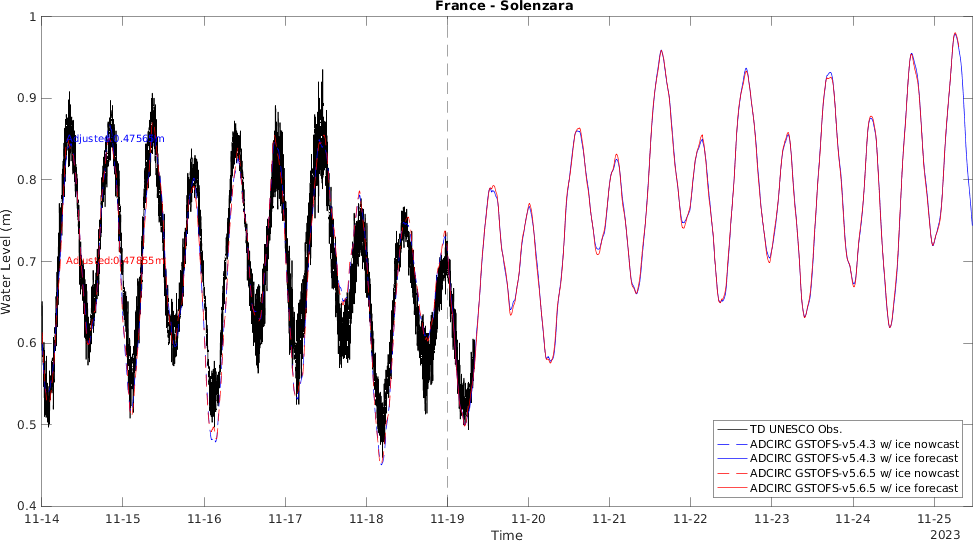 France - Solenzara
Water Level (m)
1
0.9
0.8
0.7
0.6
0.5
0.4
Adjusted:0.47855m
TD UNESCO Obs.
ADCIRC GSTOFS-v5.4.3 w/ ice nowcast
ADCIRC GSTOFS-v5.4.3 w/ ice forecast
ADCIRC GSTOFS-v5.6.5 w/ ice nowcast
ADCIRC GSTOFS-v5.6.5 w/ ice forecast
11-14 11-15 11-16 11-17 11-18 11-19 11-20 11-21 11-22 11-23 11-24 11-25
Time
2023